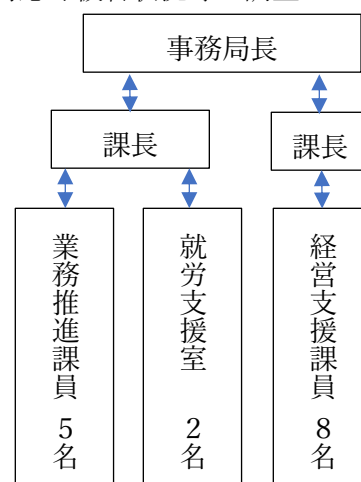 事務局長
課長
課長
業務推進課員 5名
就労支援室 2名
経営支援課員 8名